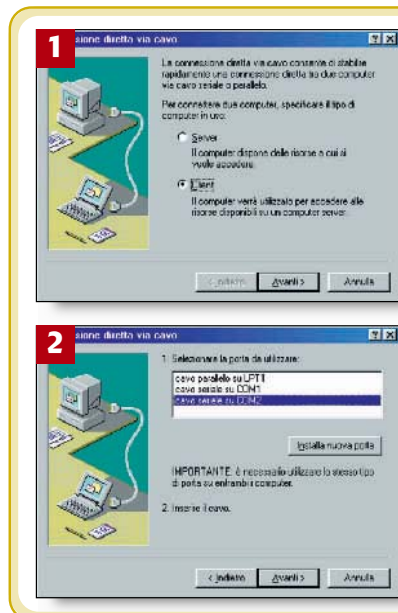 1
sione diretta via cavo
La connessione diretta via cavo consente di stabilire
rapidamente una connessione diretta tra due computer
via cavo seriale o parallelo.
Per connettere due computer, specificare il tipo di
computer in uso:
Server
Il computer dispone delle risorse a cui si
vuole accedere.
Client
Il computer verrà utilizzato per accedere alle
risorse disponibili su un computer server.
< Indietro
Avanti >
Annulla
2
sione diretta via cavo
1. Selezionare la porta da utilizzare:
cavo parallelo su LPT1
cavo seriale su COM1
cavo seriale su COM2
Installa nuova porta
IMPORTANTE: è necessario utilizzare lo stesso tipo
di porta su entrambi i computer.
2. Inserire il cavo.
< Indietro
Avanti >
Annulla